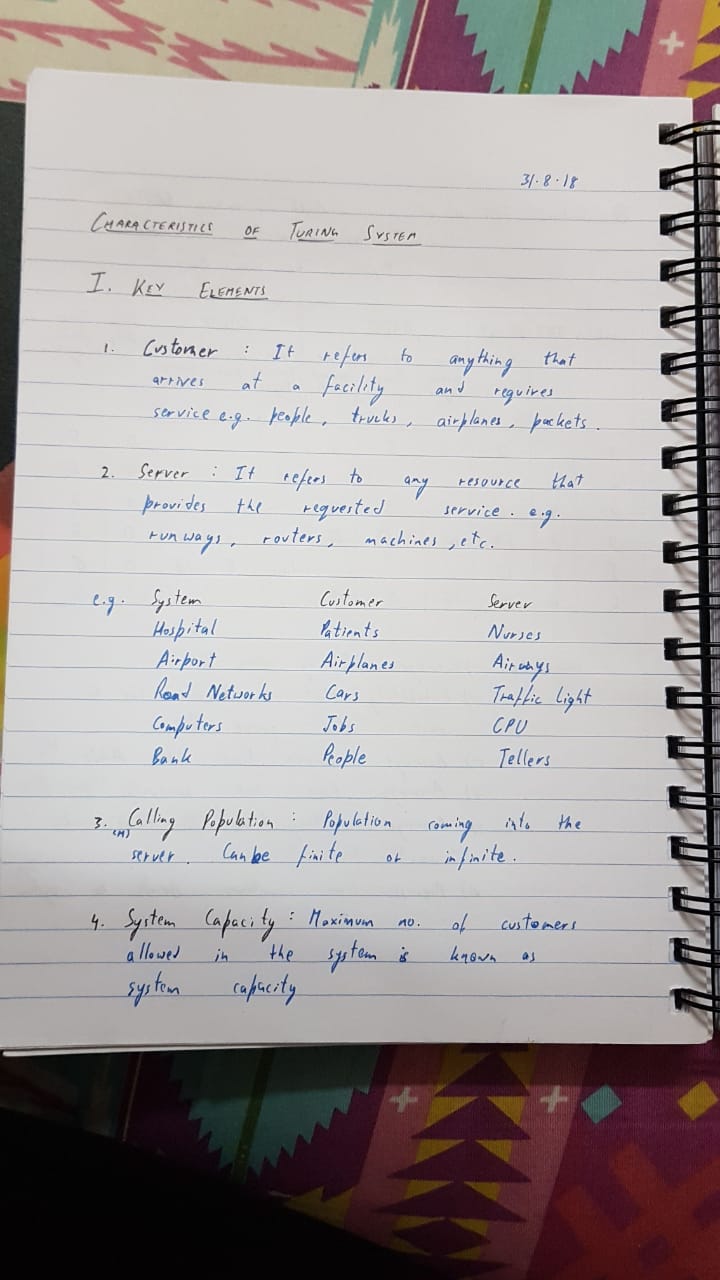 31.8.18
CHARACTERISTICS OF TURING SYSTEM
I. KEY ELEMENTS
1. Customer : It refers to anything that
arrives at a facility and requires
service e.g. people, trucks, airplanes, packets.
2. Server : It refers to any resource that
provides the requested service. e.g.
runways, routers, machines, etc.
e.g. System Customer Server
Hospital Patients Nurses
Airport Airplanes Airways
Road Networks Cars Traffic Light
Computers Jobs CPU
Bank People Tellers
3. Calling Population : Population coming into the
(M) server. Can be finite or infinite.
4. System Capacity : Maximum no. of customers
allowed in the system is known as
system capacity